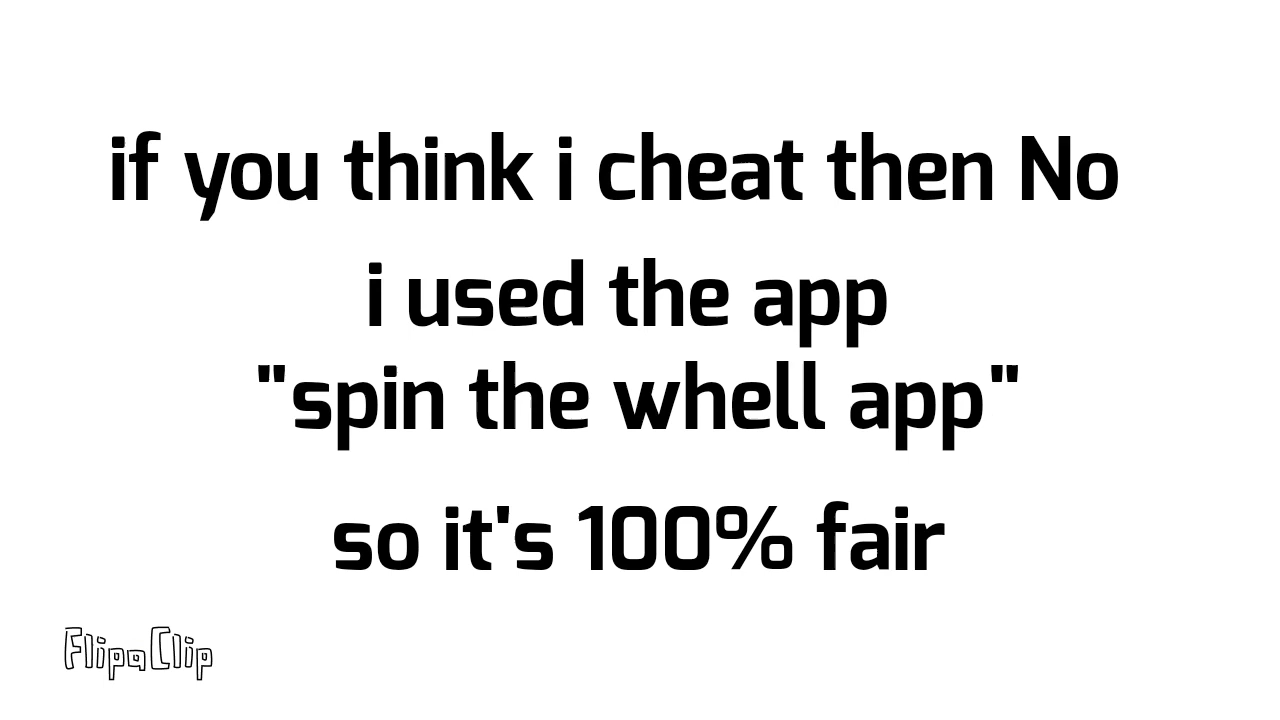 if you think i cheat then No
i used the app
"spin the whell app"
so it's 100% fair
FlipaClip